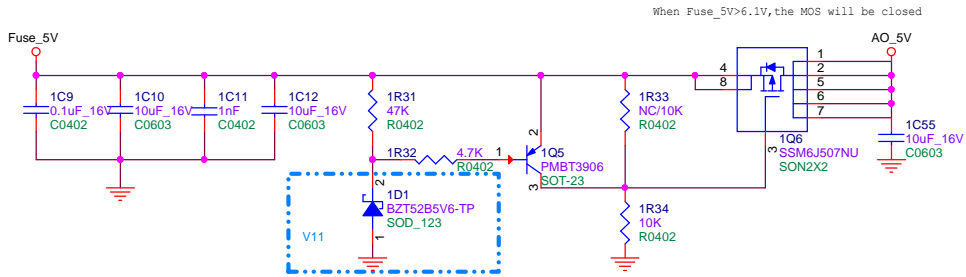 When Fuse_5V>6.1V,the MOS will be closed
Fuse_5V
AO_5V
1
4
2
8
5
6
7
1C9
0.1uF_16V
C0402
1C10
10uF_16V
C0603
1C11
1nF
C0402
1C12
10uF_16V
C0603
1R31
47K
R0402
1R33
NC/10K
R0402
2
1R32
4.7K
R0402
1
1Q5
PMBT3906
SOT-23
3
3
1Q6
SSM6J507NU
SON2X2
1C55
10uF_16V
C0603
2
1D1
BZT52B5V6-TP
SOD_123
1
V11
1R34
10K
R0402